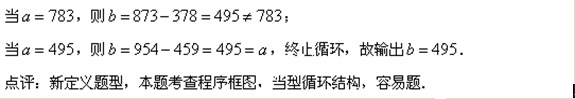 当a=783，则b=873−378=495≠783；
当a=495，则b=954−459=495=a，终止循环，故输出b=495．
点评：新定义题型，本题考查程序框图，当型循环结构，容易题．